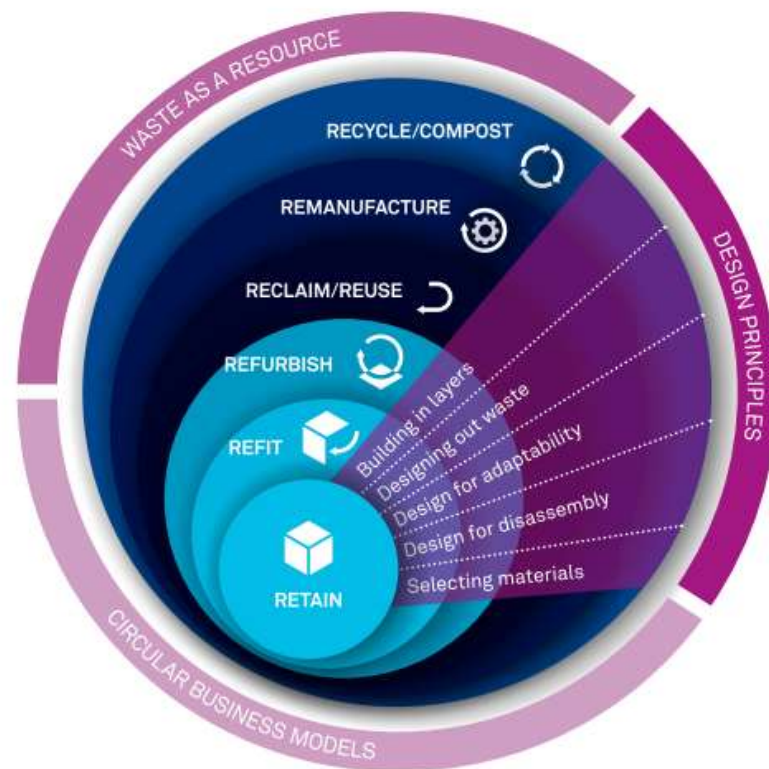 WASTE AS A RESOURCE
RECYCLE/COMPOST
REMANUFACTURE
RECLAIM/REUSE
REFURBISH
REFIT
RETAIN
Building in layers
Designing out waste
Design for adaptability
Design for disassembly
Selecting materials
DESIGN PRINCIPLES
CIRCULAR BUSINESS MODELS